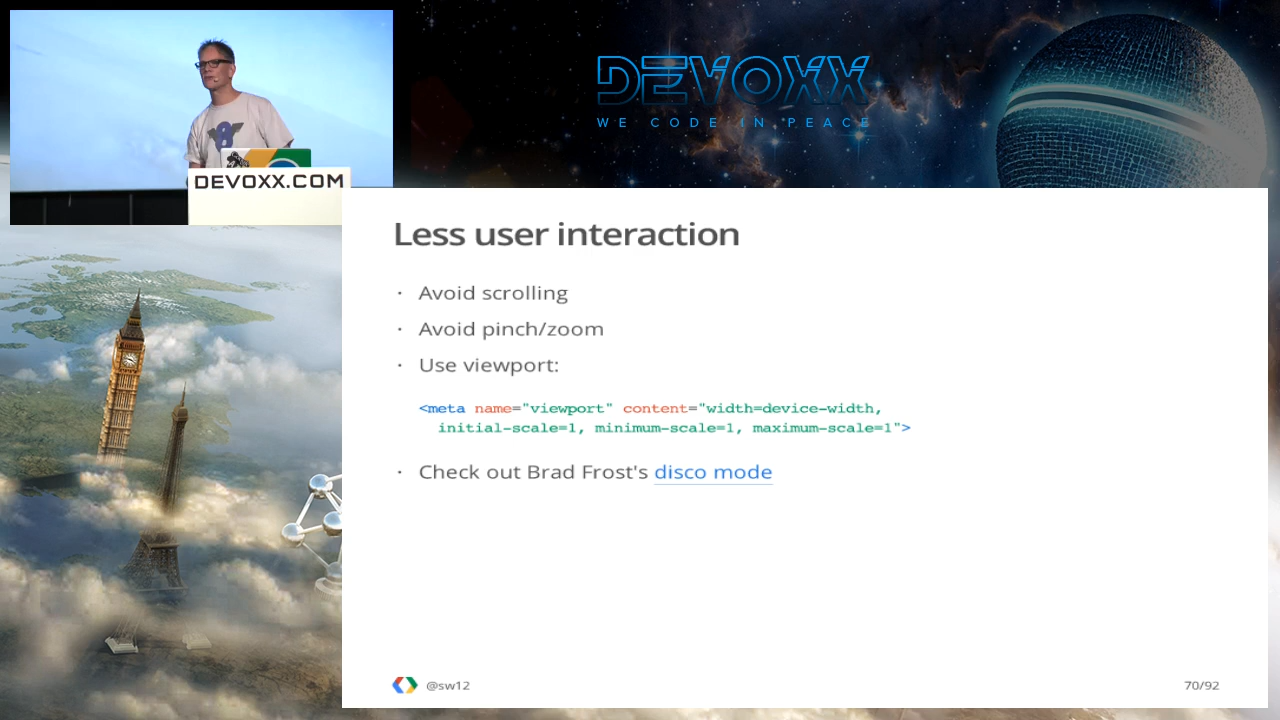 DEVOXX
WE CODE IN PEACE
8
DEVOXX.COM
Less user interaction
· Avoid scrolling
· Avoid pinch/zoom
· Use viewport:
<meta name="viewport" content="width=device-width,
initial-scale=1, minimum-scale=1, maximum-scale=1">
· Check out Brad Frost's disco mode
@sw12
70/92